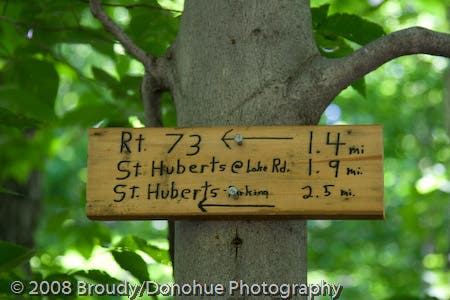 Rt. 73 ← 1.4 mi.
St. Huberts @ Lake Rd. 1.9 mi.
St. Huberts Parking 2.5 mi.
←
© 2008 Broudy/Donohue Photography